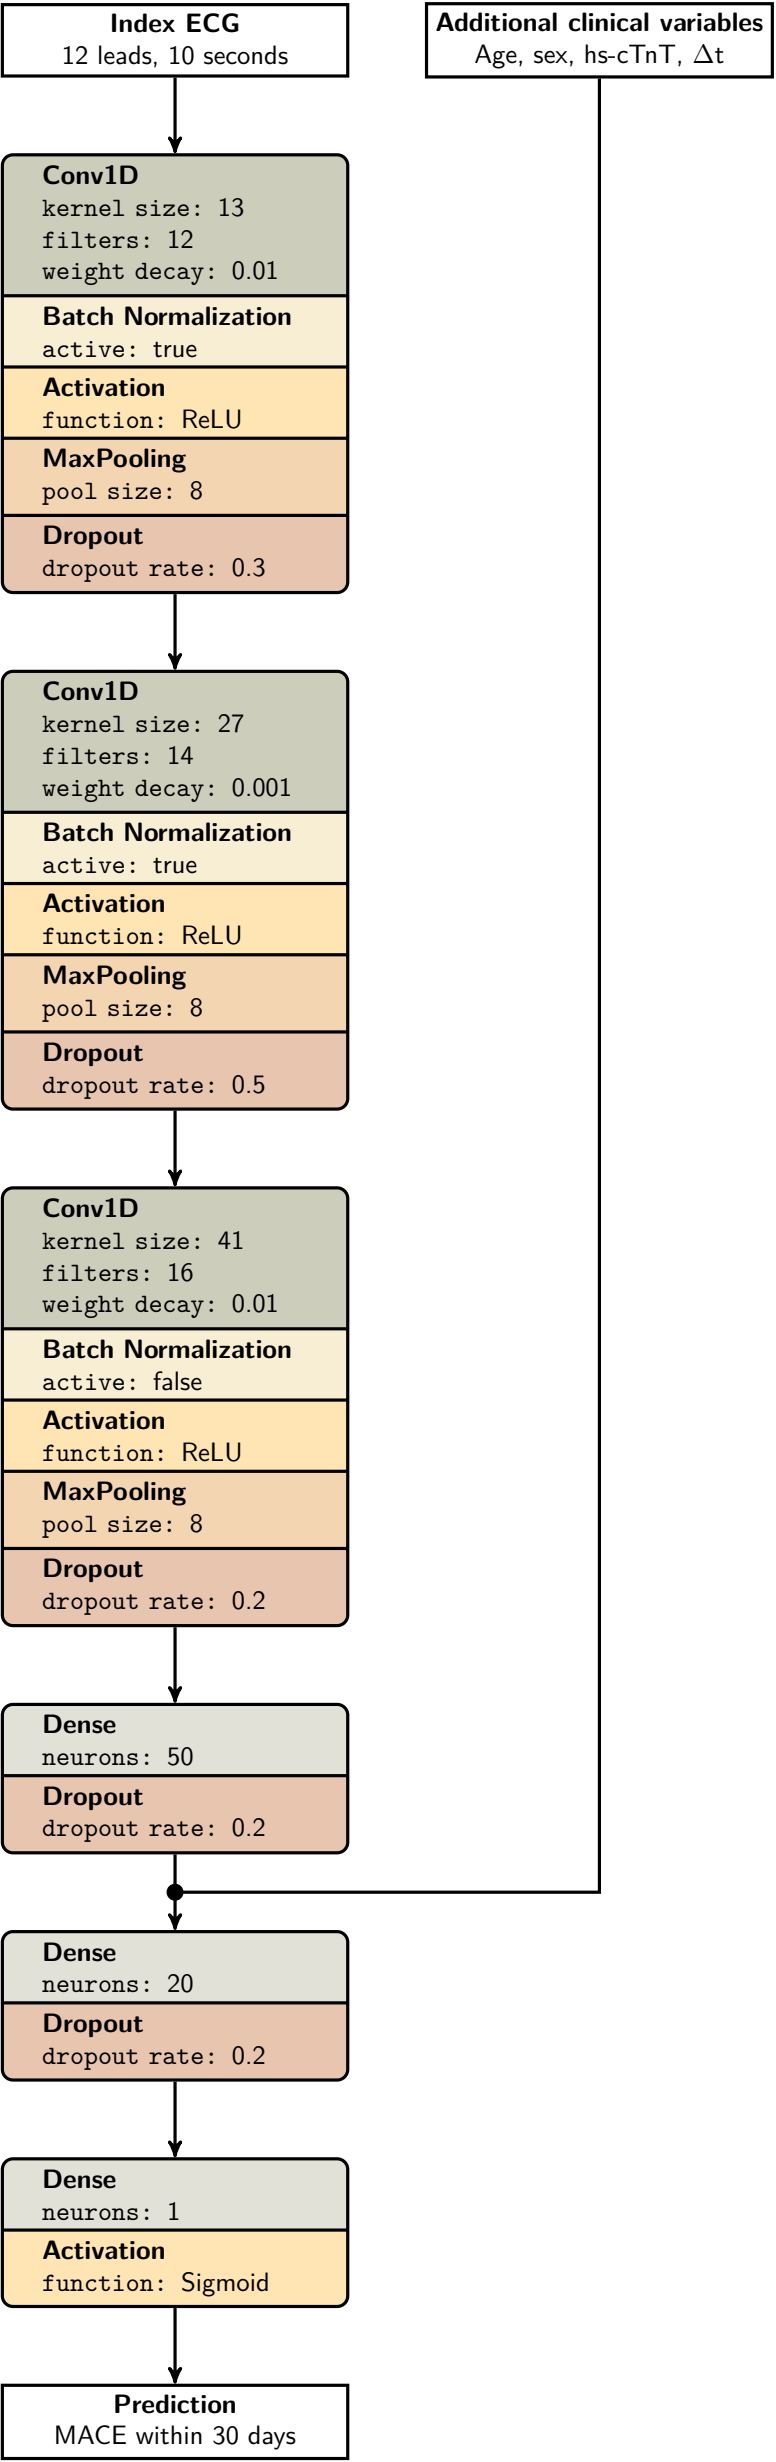 Index ECG
12 leads, 10 seconds
Additional clinical variables
Age, sex, hs-cTnT, Δt
Conv1D
kernel size: 13
filters: 12
weight decay: 0.01
Batch Normalization
active: true
Activation
function: ReLU
MaxPooling
pool size: 8
Dropout
dropout rate: 0.3
Conv1D
kernel size: 27
filters: 14
weight decay: 0.001
Batch Normalization
active: true
Activation
function: ReLU
MaxPooling
pool size: 8
Dropout
dropout rate: 0.5
Conv1D
kernel size: 41
filters: 16
weight decay: 0.01
Batch Normalization
active: false
Activation
function: ReLU
MaxPooling
pool size: 8
Dropout
dropout rate: 0.2
Dense
neurons: 50
Dropout
dropout rate: 0.2
Dense
neurons: 20
Dropout
dropout rate: 0.2
Dense
neurons: 1
Activation
function: Sigmoid
Prediction
MACE within 30 days